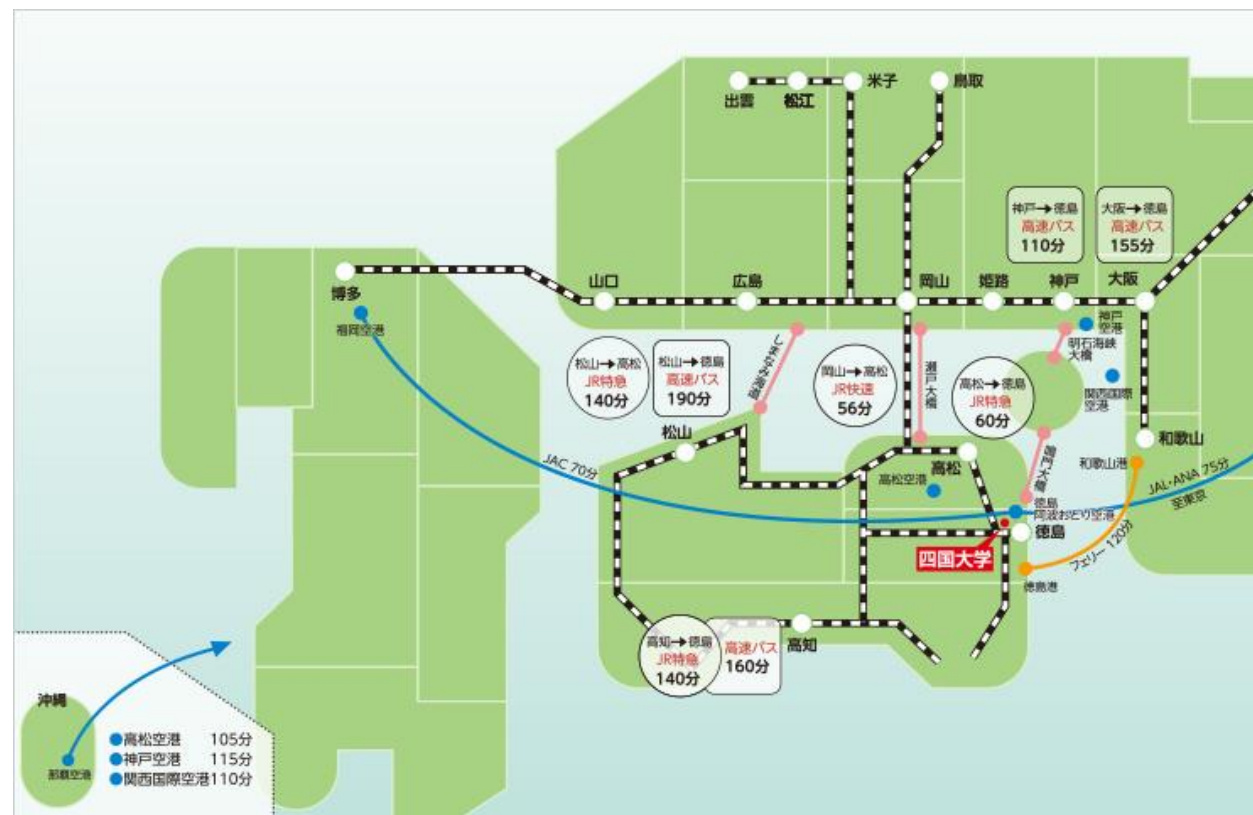 出雲
松江
米子
鳥取
神戸→徳島
高速バス
110分
大阪→徳島
高速バス
155分
博多
福岡空港
山口
広島
岡山
姫路
神戸
大阪
神戸
空港
明石海峡
大橋
関西国際
空港
しまなみ海道
瀬戸大橋
松山→高松
JR特急
140分
松山→徳島
高速バス
190分
岡山→高松
JR快速
56分
高松→徳島
JR特急
60分
松山
高松
高松空港
和歌山
和歌山港
JAC 70分
JAL・ANA 75分
至東京
徳島
阿波おどり空港
徳島
四国大学
フェリー 120分
徳島港
高知→徳島
JR特急
140分
高速バス
160分
高知
沖縄
那覇空港
高松空港 105分
神戸空港 115分
関西国際空港110分